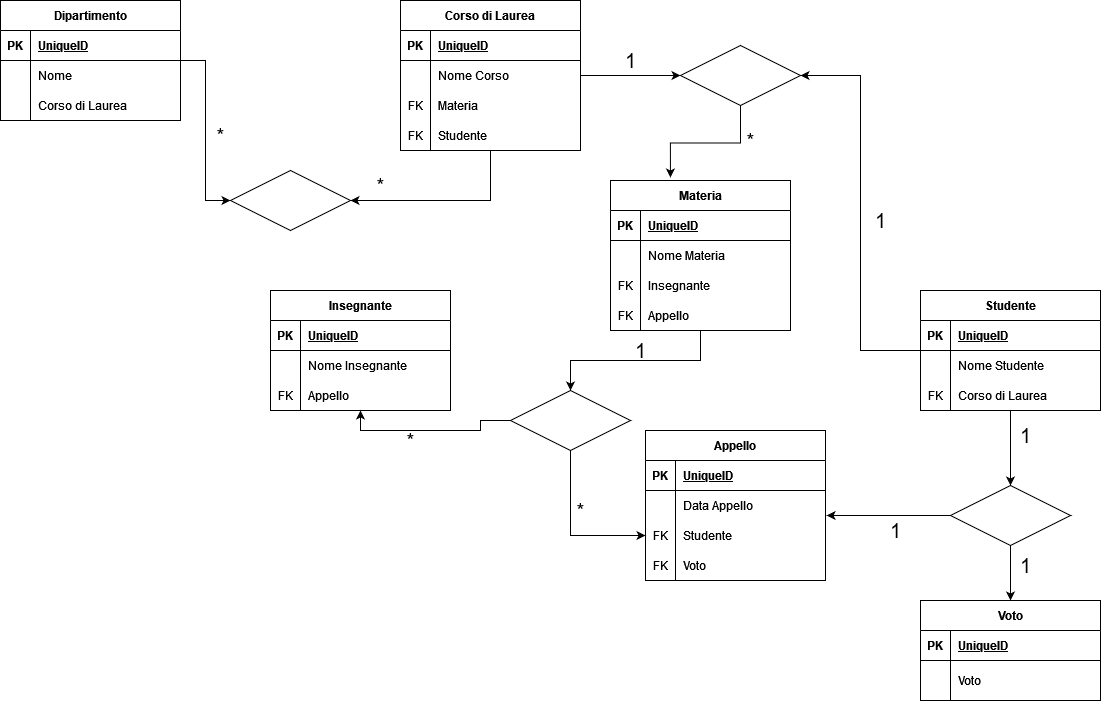 Dipartimento
PK UniqueID
Nome
Corso di Laurea
Corso di Laurea
PK UniqueID
Nome Corso
FK Materia
FK Studente
1
*
*
*
1
Materia
PK UniqueID
Nome Materia
FK Insegnante
FK Appello
Insegnante
PK UniqueID
Nome Insegnante
FK Appello
Studente
PK UniqueID
Nome Studente
FK Corso di Laurea
1
*
*
1
Appello
PK UniqueID
Data Appello
FK Studente
FK Voto
1
1
Voto
PK UniqueID
Voto